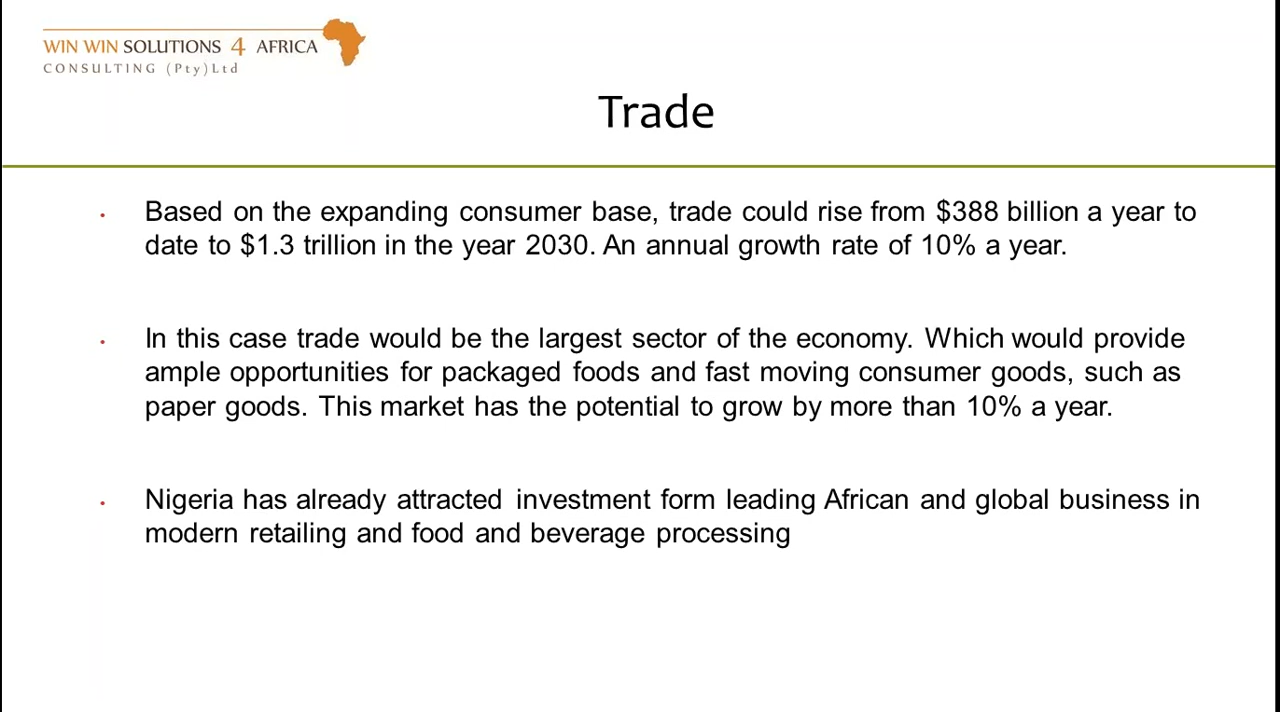 WIN WIN SOLUTIONS 4 AFRICA
CONSULTING (Pty)Ltd
Trade
• Based on the expanding consumer base, trade could rise from $388 billion a year to
date to $1.3 trillion in the year 2030. An annual growth rate of 10% a year.
• In this case trade would be the largest sector of the economy. Which would provide
ample opportunities for packaged foods and fast moving consumer goods, such as
paper goods. This market has the potential to grow by more than 10% a year.
• Nigeria has already attracted investment form leading African and global business in
modern retailing and food and beverage processing